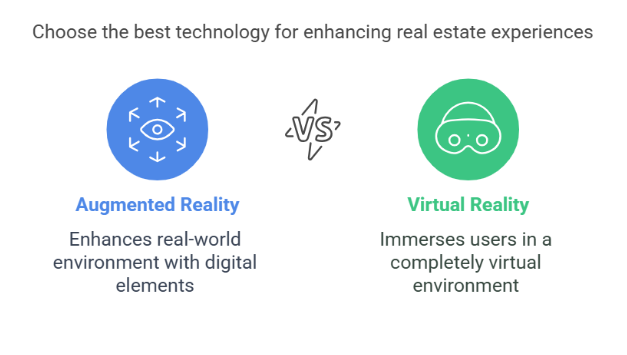 Choose the best technology for enhancing real estate experiences
VS
Augmented Reality
Enhances real-world
environment with digital
elements
Virtual Reality
Immerses users in a
completely virtual
environment